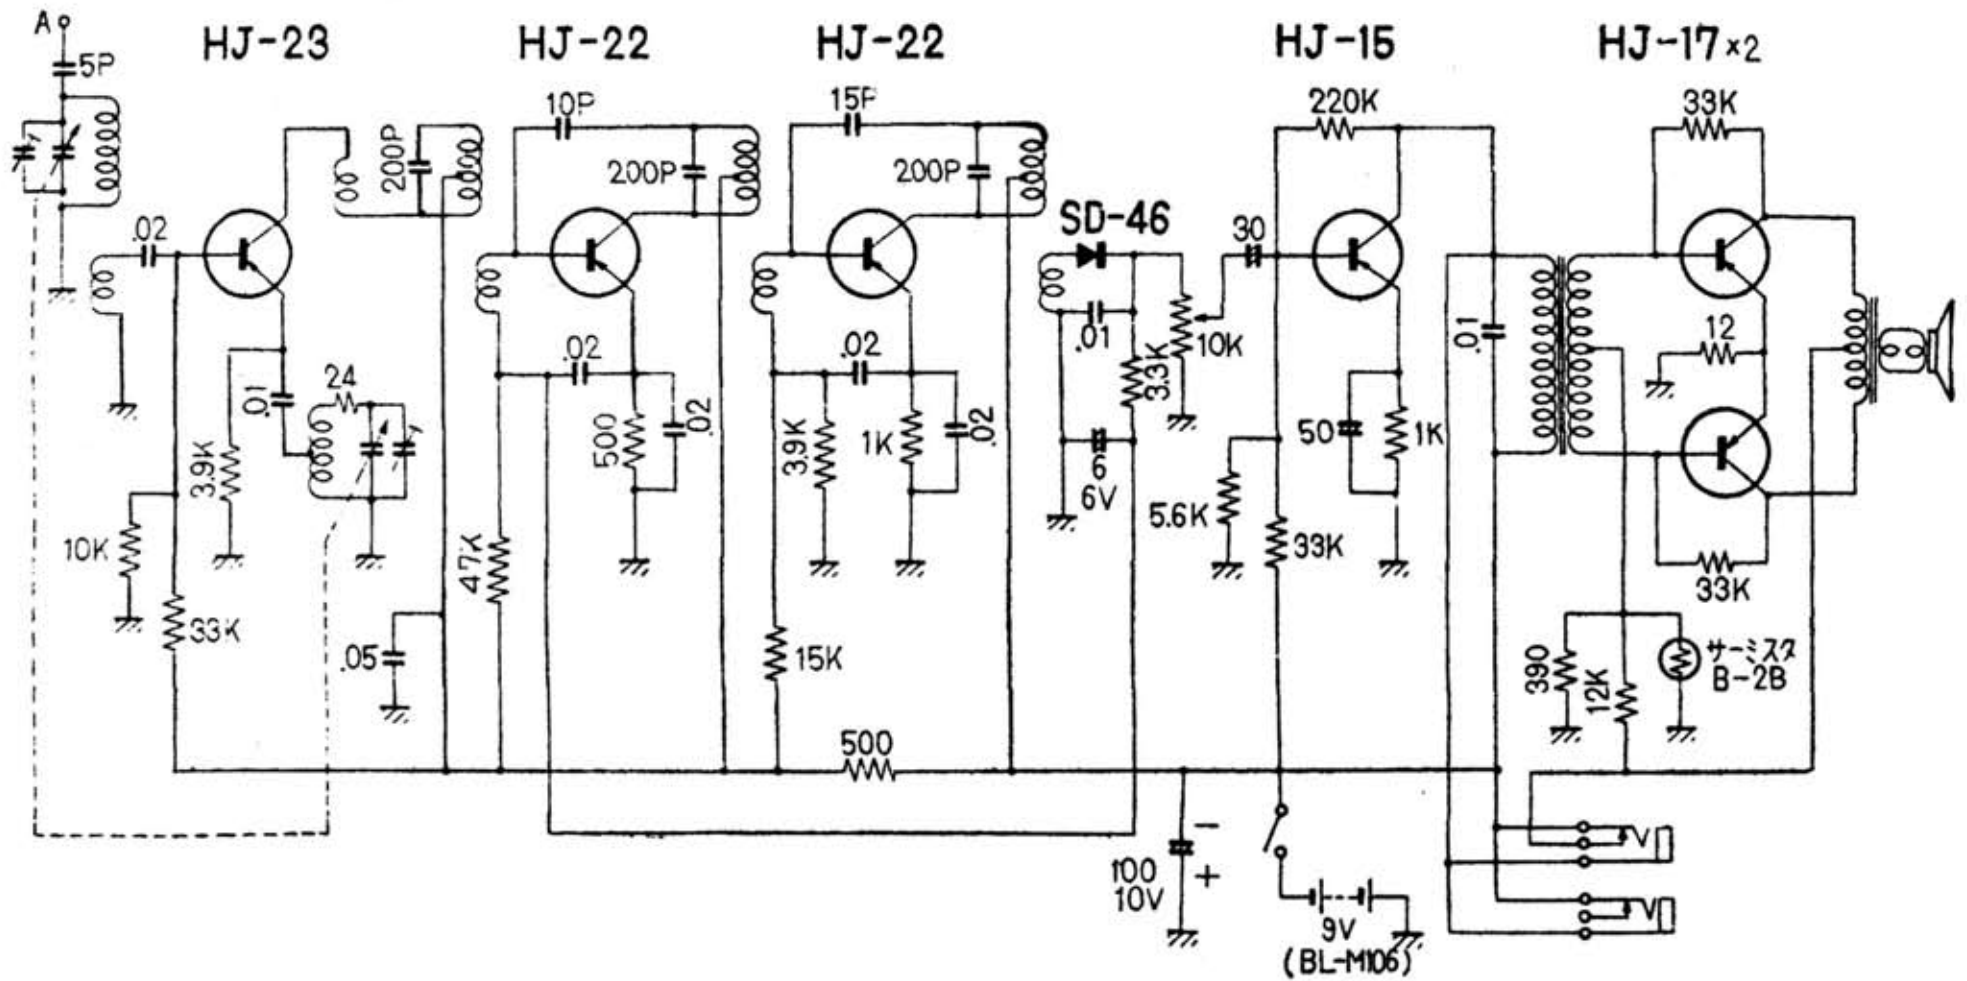 A
5P
HJ-23
HJ-22
HJ-22
HJ-15
HJ-17×2
200P
10P
200P
15P
200P
SD-46
220K
33K
.02
30
.01
10K
3.3K
.01
12
.01
24
3.9K
.02
500
.02
.02
3.9K
1K
.02
6
6V
50
1K
5.6K
33K
33K
10K
33K
47K
.05
15K
390
12K
サーミスタ
B-2B
500
100
10V
−
+
9V
(BL-M106)